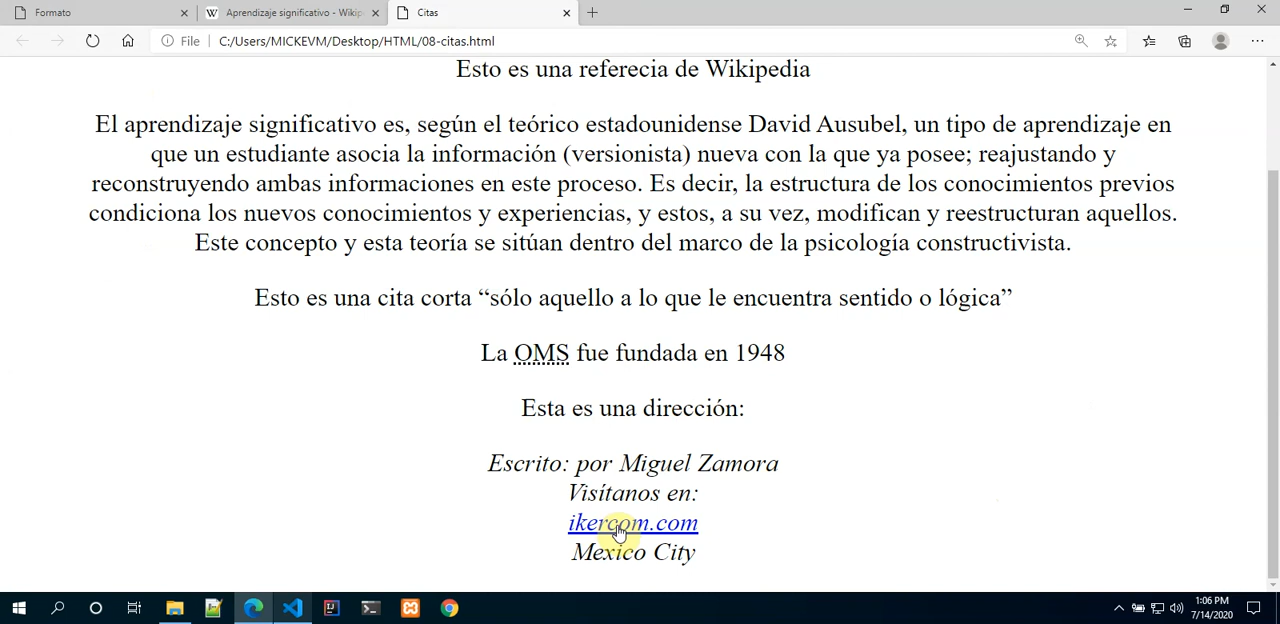 Formato
Aprendizaje significativo - Wikip
Citas
File
C:/Users/MICKEVM/Desktop/HTML/08-citas.html
Esto es una referecia de Wikipedia
El aprendizaje significativo es, según el teórico estadounidense David Ausubel, un tipo de aprendizaje en
que un estudiante asocia la información (versionista) nueva con la que ya posee; reajustando y
reconstruyendo ambas informaciones en este proceso. Es decir, la estructura de los conocimientos previos
condiciona los nuevos conocimientos y experiencias, y estos, a su vez, modifican y reestructuran aquellos.
Este concepto y esta teoría se sitúan dentro del marco de la psicología constructivista.
Esto es una cita corta “sólo aquello a lo que le encuentra sentido o lógica”
La OMS fue fundada en 1948
Esta es una dirección:
Escrito: por Miguel Zamora
Visítanos en:
ikercom.com
Mexico City
1:06 PM
7/14/2020